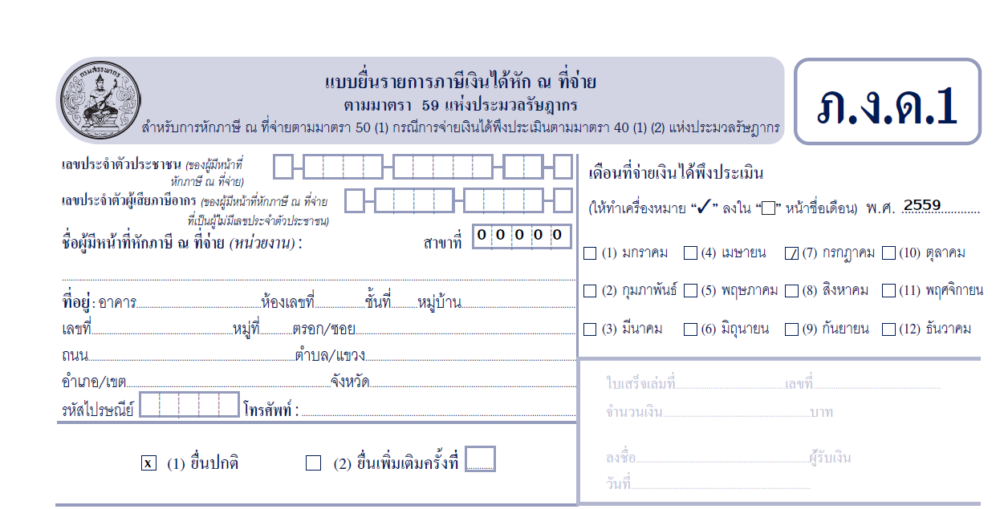 กรมสรรพากร
แบบยื่นรายการภาษีเงินได้หัก ณ ที่จ่าย
ตามมาตรา 59 แห่งประมวลรัษฎากร
สำหรับการหักภาษี ณ ที่จ่ายตามมาตรา 50 (1) กรณีการจ่ายเงินได้พึงประเมินตามมาตรา 40 (1) (2) แห่งประมวลรัษฎากร
ภ.ง.ด.1
เลขประจำตัวประชาชน (ของผู้มีหน้าที่
หักภาษี ณ ที่จ่าย)
เลขประจำตัวผู้เสียภาษีอากร (ของผู้มีหน้าที่หักภาษี ณ ที่จ่าย
ที่เป็นผู้ไม่มีเลขประจำตัวประชาชน)
ชื่อผู้มีหน้าที่หักภาษี ณ ที่จ่าย (หน่วยงาน) : สาขาที่ 0 0 0 0 0
ที่อยู่ : อาคาร ห้องเลขที่ ชั้นที่ หมู่บ้าน
เลขที่ หมู่ที่ ตรอก/ซอย
ถนน ตำบล/แขวง
อำเภอ/เขต จังหวัด
รหัสไปรษณีย์ โทรศัพท์ :
x (1) ยื่นปกติ (2) ยื่นเพิ่มเติมครั้งที่
เดือนที่จ่ายเงินได้พึงประเมิน
(ให้ทำเครื่องหมาย “✓” ลงใน “☐” หน้าชื่อเดือน) พ.ศ. 2559
(1) มกราคม (4) เมษายน / (7) กรกฎาคม (10) ตุลาคม
(2) กุมภาพันธ์ (5) พฤษภาคม (8) สิงหาคม (11) พฤศจิกายน
(3) มีนาคม (6) มิถุนายน (9) กันยายน (12) ธันวาคม
ใบเสร็จเล่มที่ เลขที่
จำนวนเงิน บาท
ลงชื่อ ผู้รับเงิน
วันที่